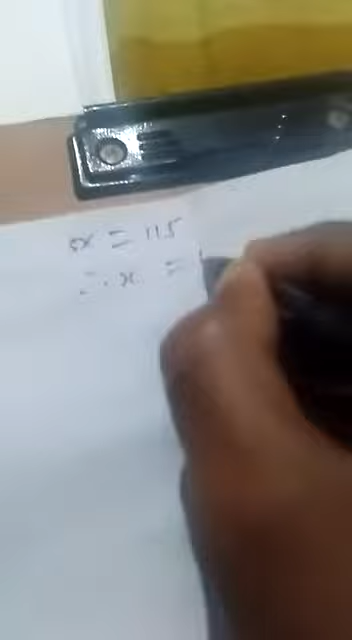 5x = 115
∴ x =